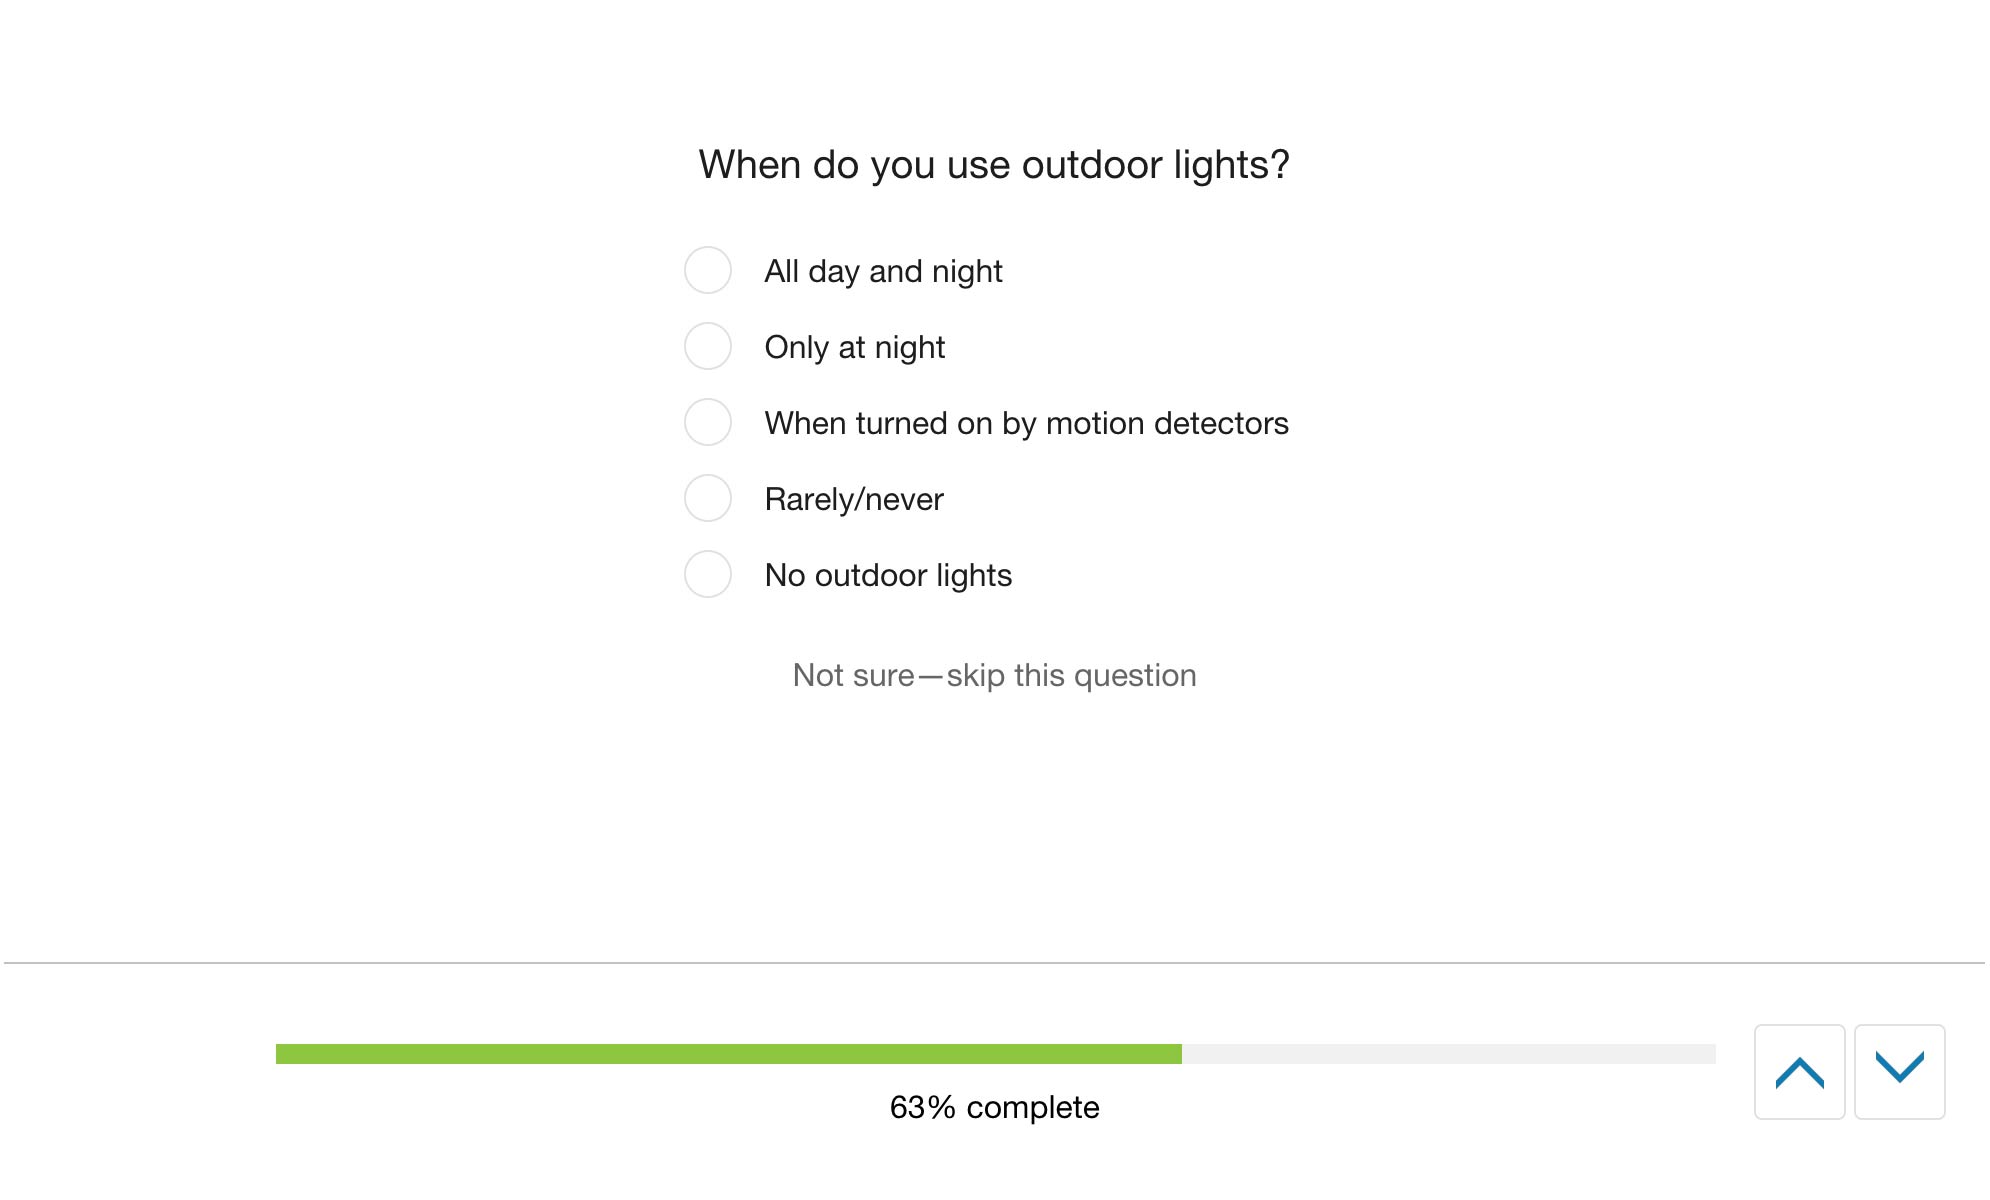 When do you use outdoor lights?
All day and night
Only at night
When turned on by motion detectors
Rarely/never
No outdoor lights
Not sure—skip this question
63% complete